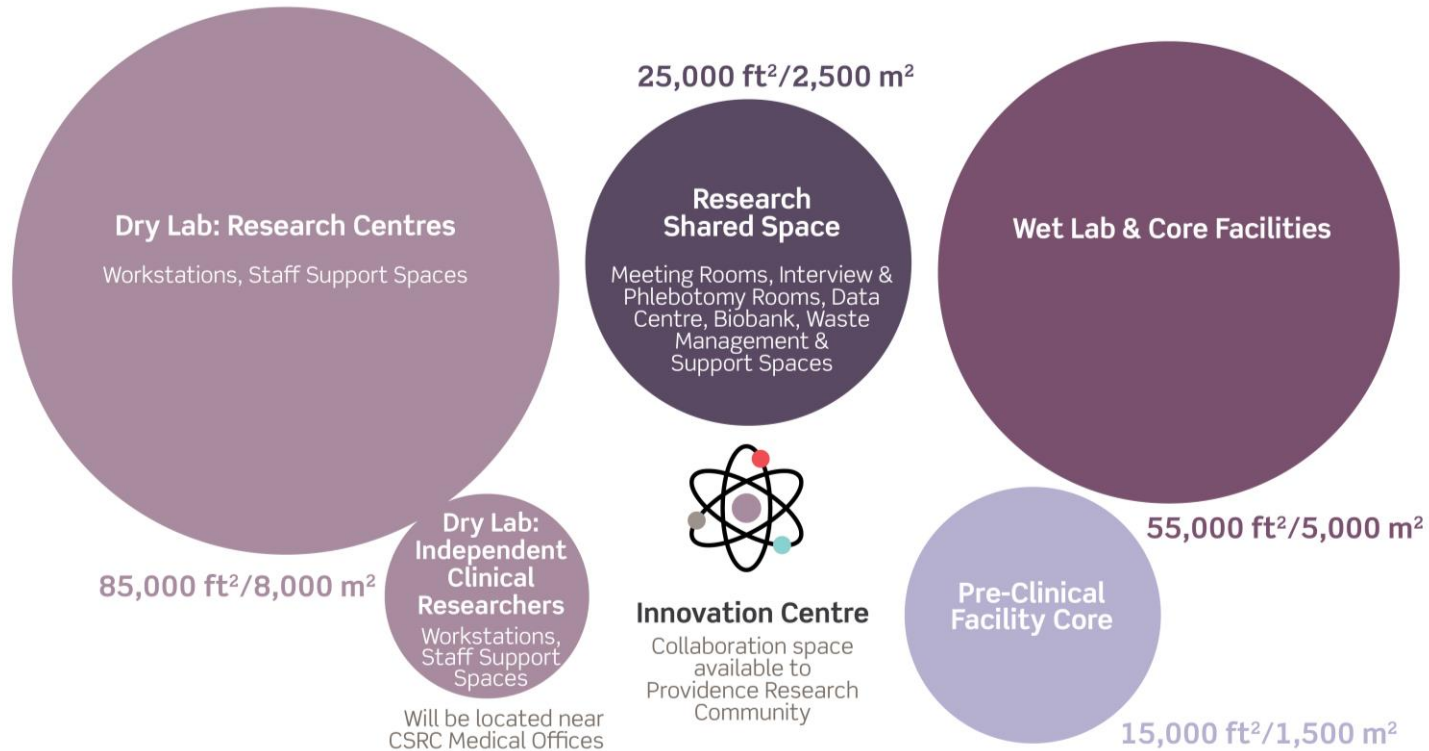 Dry Lab: Research Centres
Workstations, Staff Support Spaces
85,000 ft²/8,000 m²
Dry Lab:
Independent
Clinical
Researchers
Workstations,
Staff Support
Spaces
Will be located near
CSRC Medical Offices
25,000 ft²/2,500 m²
Research
Shared Space
Meeting Rooms, Interview &
Phlebotomy Rooms, Data
Centre, Biobank, Waste
Management &
Support Spaces
Innovation Centre
Collaboration space
available to
Providence Research
Community
Wet Lab & Core Facilities
55,000 ft²/5,000 m²
Pre-Clinical
Facility Core
15,000 ft²/1,500 m²